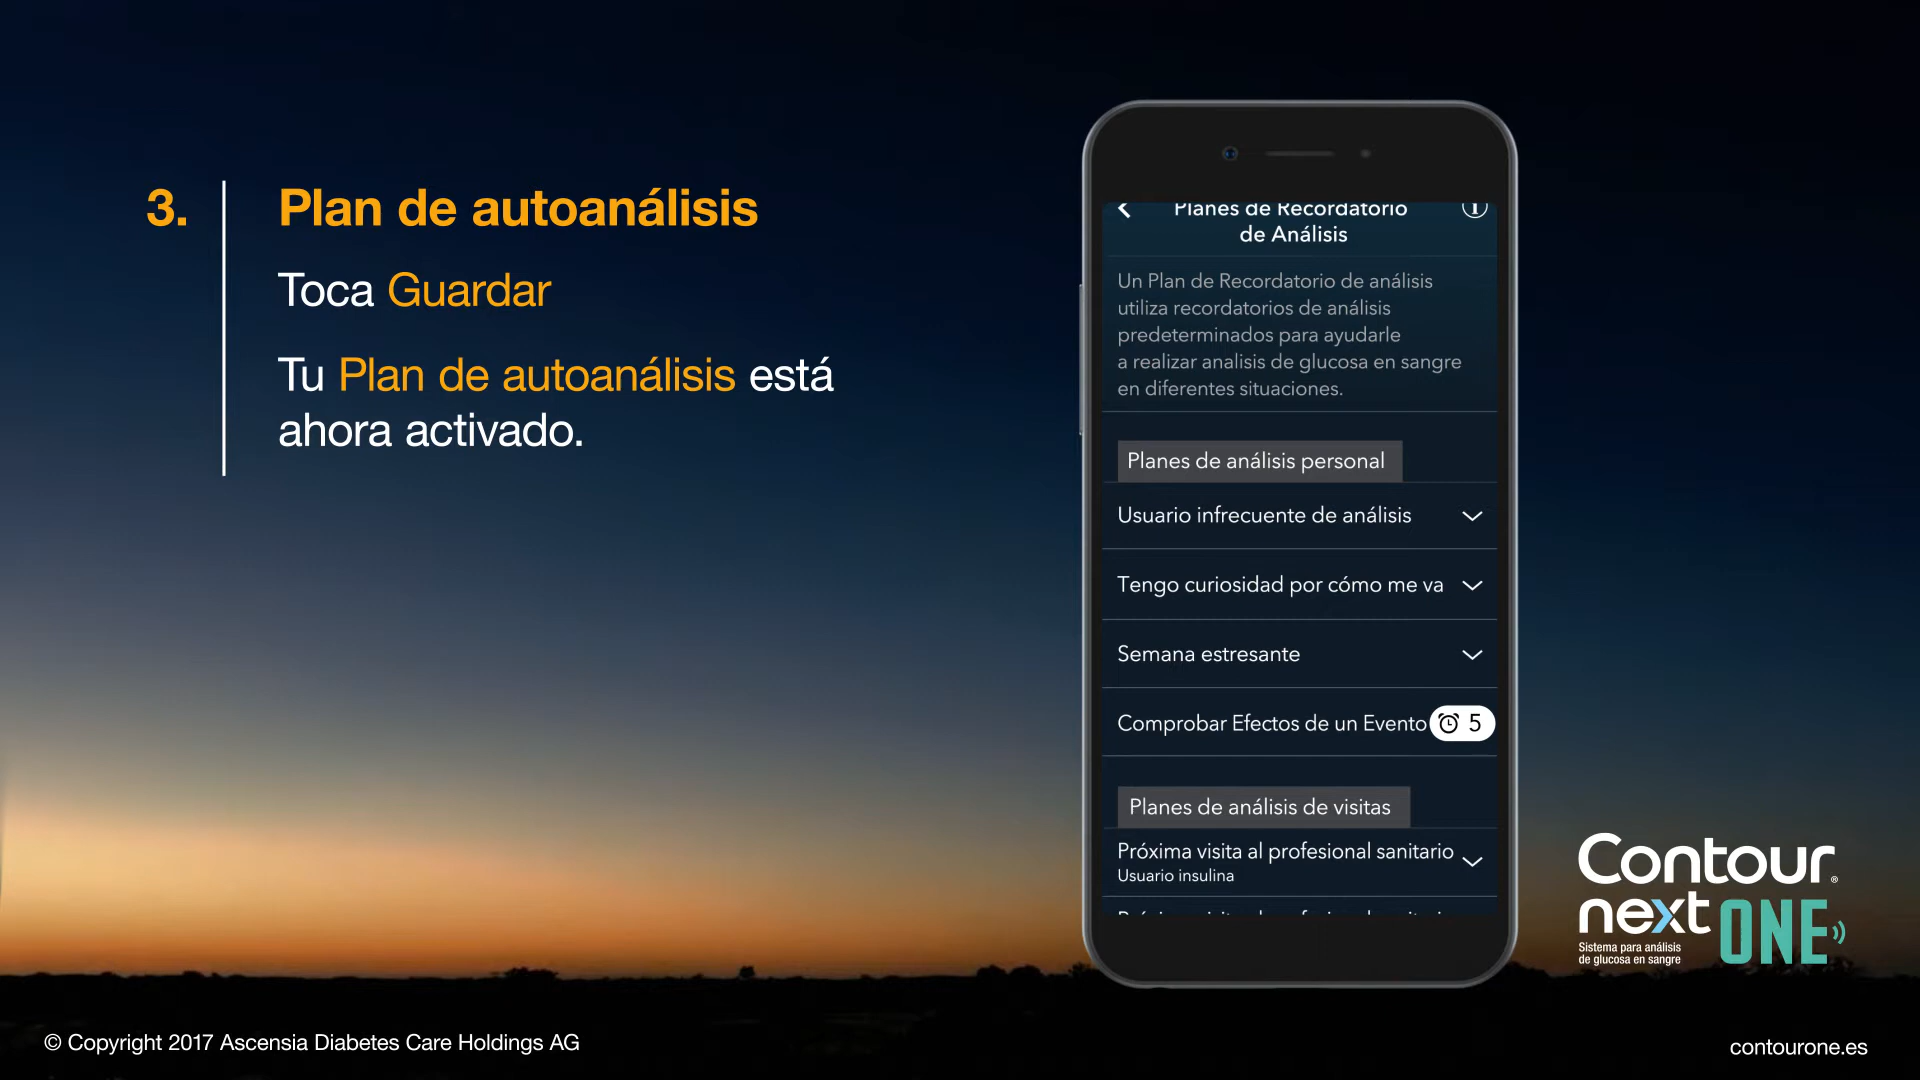 3.
Plan de autoanálisis
Toca Guardar
Tu Plan de autoanálisis está
ahora activado.
Planes de Recordatorio
de Análisis
Un Plan de Recordatorio de análisis
utiliza recordatorios de análisis
predeterminados para ayudarle
a realizar analisis de glucosa en sangre
en diferentes situaciones.
Planes de análisis personal
Usuario infrecuente de análisis
Tengo curiosidad por cómo me va
Semana estresante
Comprobar Efectos de un Evento 5
Planes de análisis de visitas
Próxima visita al profesional sanitario
Usuario insulina
Contour®
next ONE
Sistema para análisis
de glucosa en sangre
© Copyright 2017 Ascensia Diabetes Care Holdings AG
contourone.es